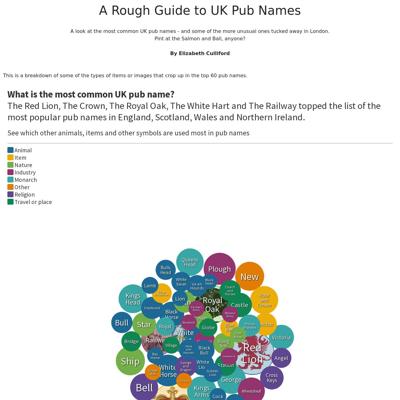 A Rough Guide to UK Pub Names
A look at the most common UK pub names - and some of the more unusual ones tucked away in London.
Pint at the Salmon and Ball, anyone?
By Elizabeth Culliford
This is a breakdown of some of the types of items or images that crop up in the top 60 pub names.
What is the most common UK pub name?
The Red Lion, The Crown, The Royal Oak, The White Hart and The Railway topped the list of the
most popular pub names in England, Scotland, Wales and Northern Ireland.
See which other animals, items and other symbols are used most in pub names
Animal
Item
Nature
Industry
Monarch
Other
Religion
Travel or place
Queens
Head
Bulls
Head
Plough
New
Lamb
Kings
Head
Lion
Royal
Oak
Castle
Black
Horse
Bull
Star
Globe
Victoria
Bridge
Village
Black
Bull
Red
Lion
Angel
Ship
White
Horse
George
Cross
Keys
Bell
Kings
Arms
Wheatsheaf
Cock